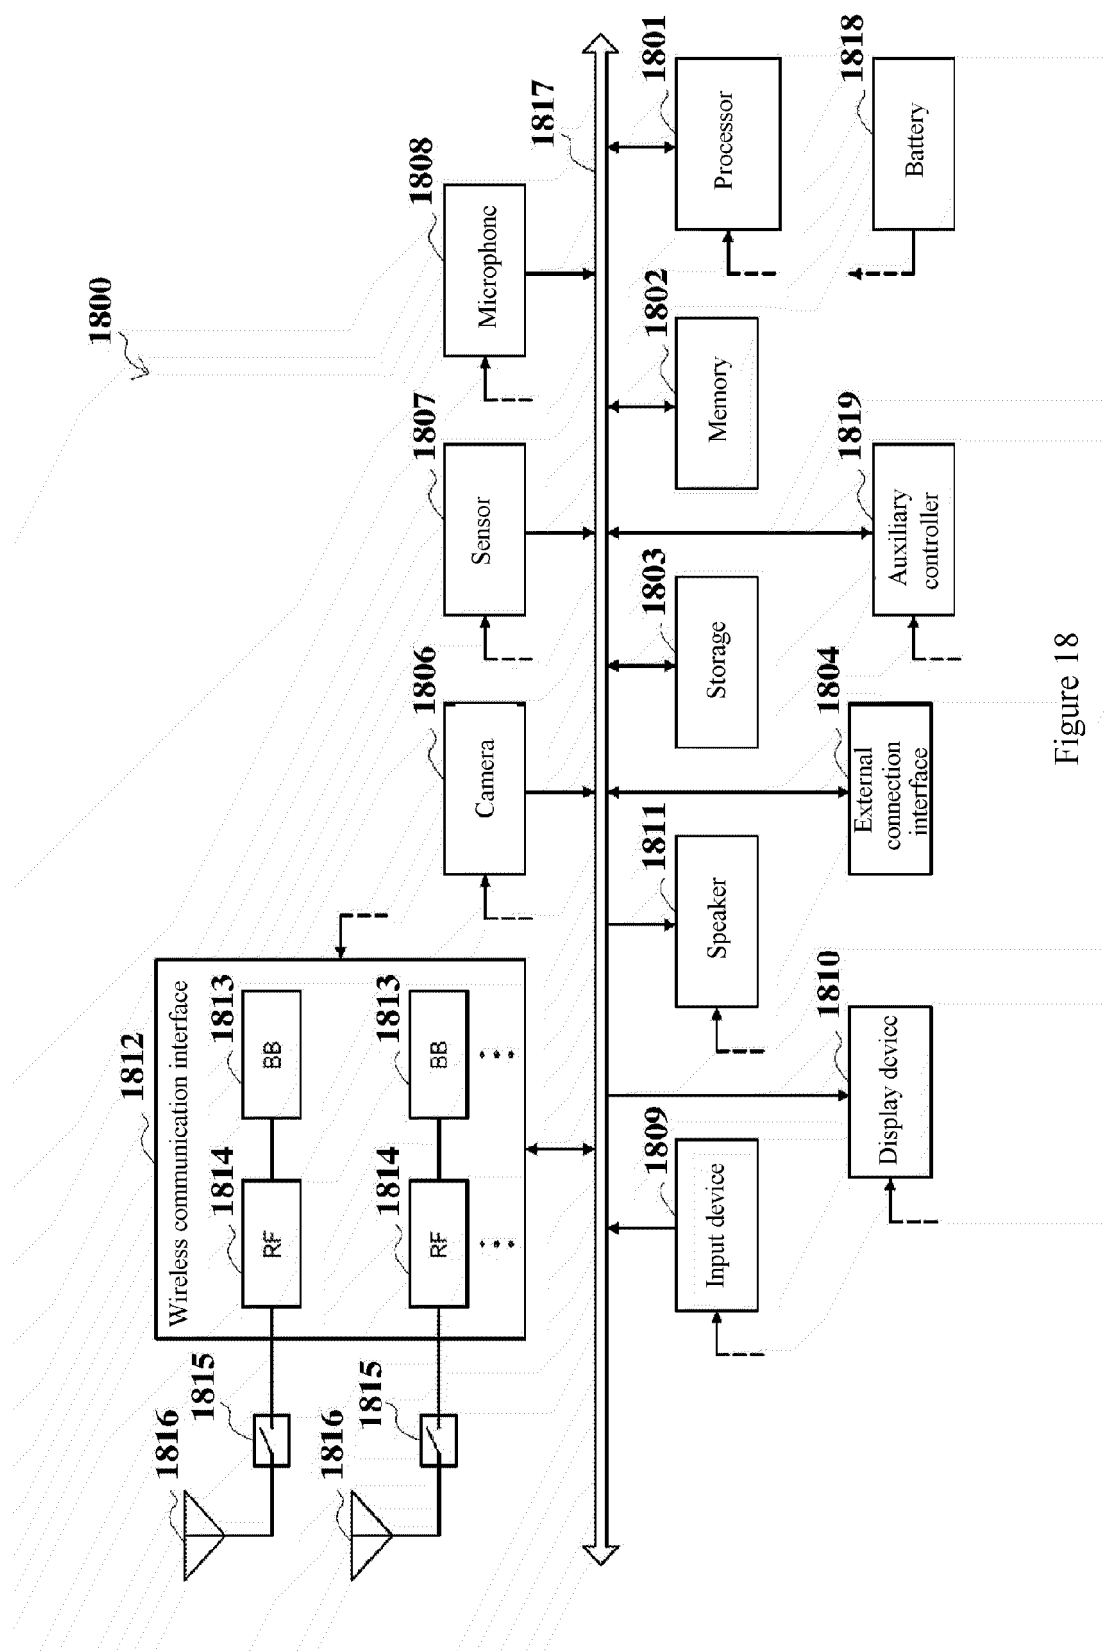 1800
1816
1815
1812
Wireless communication interface
1814
RF
1813
BB
1816
1815
1814
RF
1813
BB
1806
Camera
1807
Sensor
1808
Microphone
1817
1809
Input device
1811
Speaker
1803
Storage
1802
Memory
1801
Processor
1810
Display device
1804
External
connection
interface
1819
Auxiliary
controller
1818
Battery
Figure 18